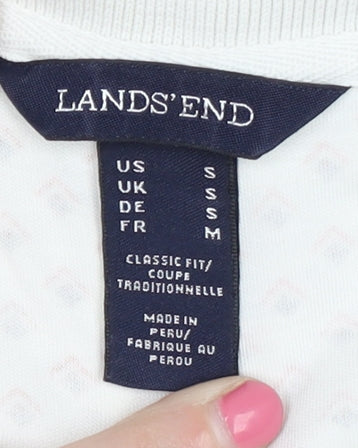 LANDS' END
US S
UK S
DE S
FR M
CLASSIC FIT/
COUPE
TRADITIONNELLE
MADE IN
PERU/
FABRIQUE AU
PEROU